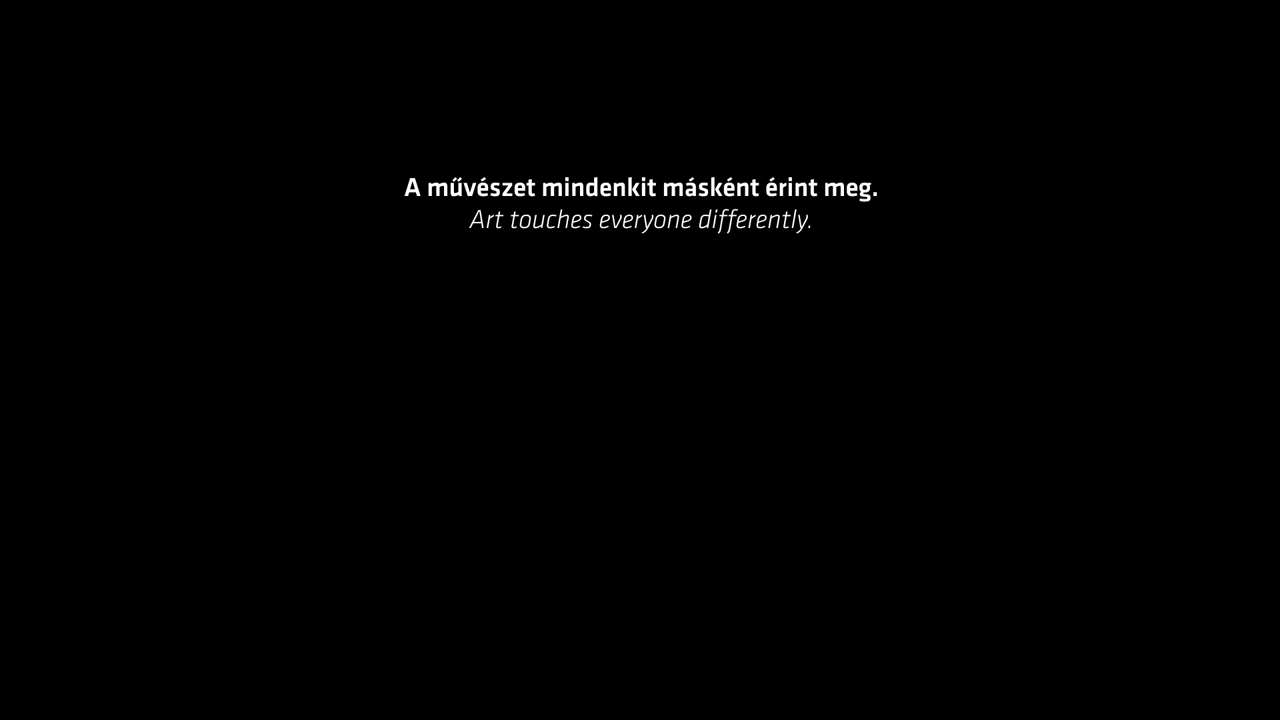 A művészet mindenkit másként érint meg.
Art touches everyone differently.